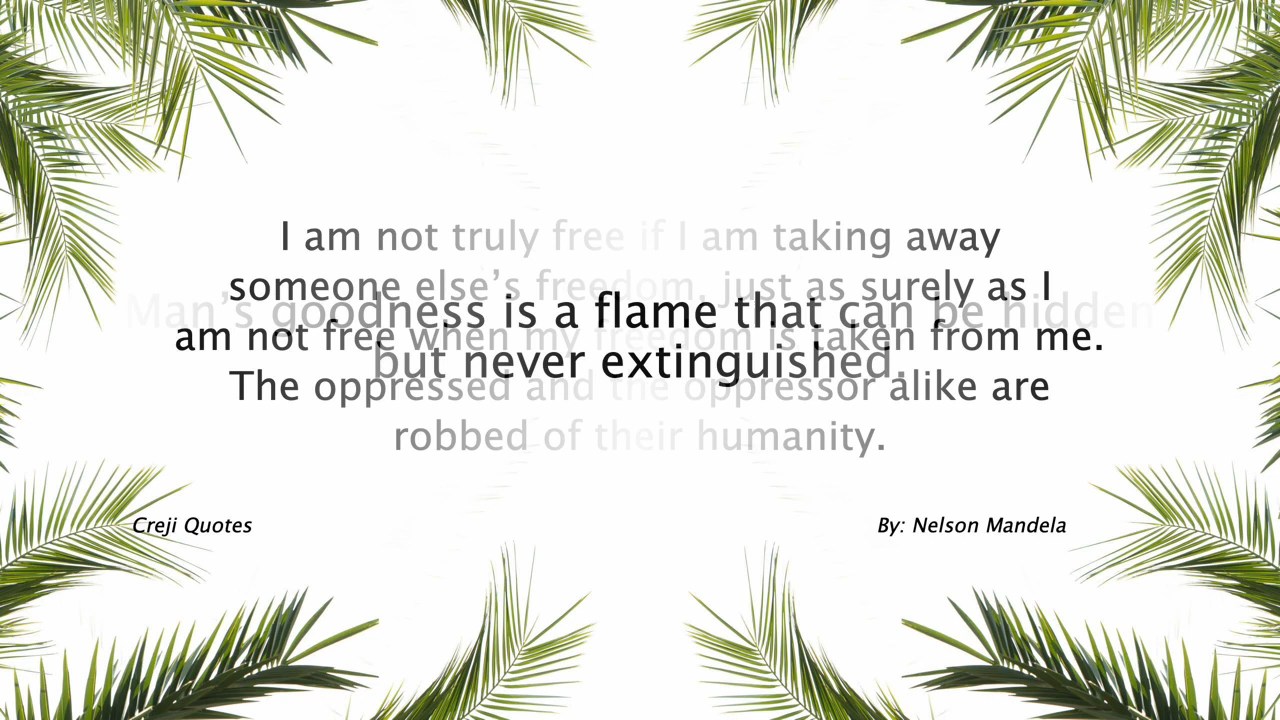 I am not truly free if I am taking away
someone else’s freedom, just as surely as I
am not free when my freedom is taken from me.
The oppressed and the oppressor alike are
robbed of their humanity.
Man’s goodness is a flame that can be hidden
but never extinguished.
Creji Quotes
By: Nelson Mandela